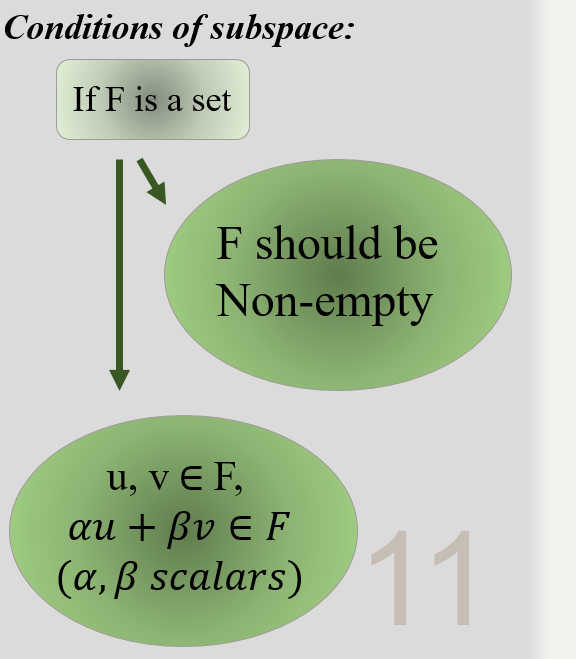 Conditions of subspace:
If F is a set
F should be
Non-empty
u, v ∈ F,
𝛼𝑢 + 𝛽𝑣 ∈ 𝐹
(𝛼, 𝛽 𝑠𝑐𝑎𝑙𝑎𝑟𝑠)
11